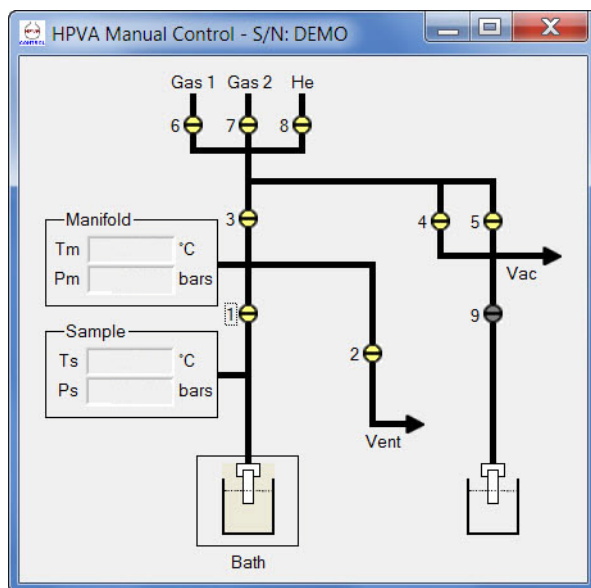 HPVA Manual Control - S/N: DEMO
Gas 1 Gas 2 He
6 7 8
3 4 5
Manifold
Tm °C
Pm bars
Vac
1 9
Sample
Ts °C
Ps bars
2
Vent
Bath